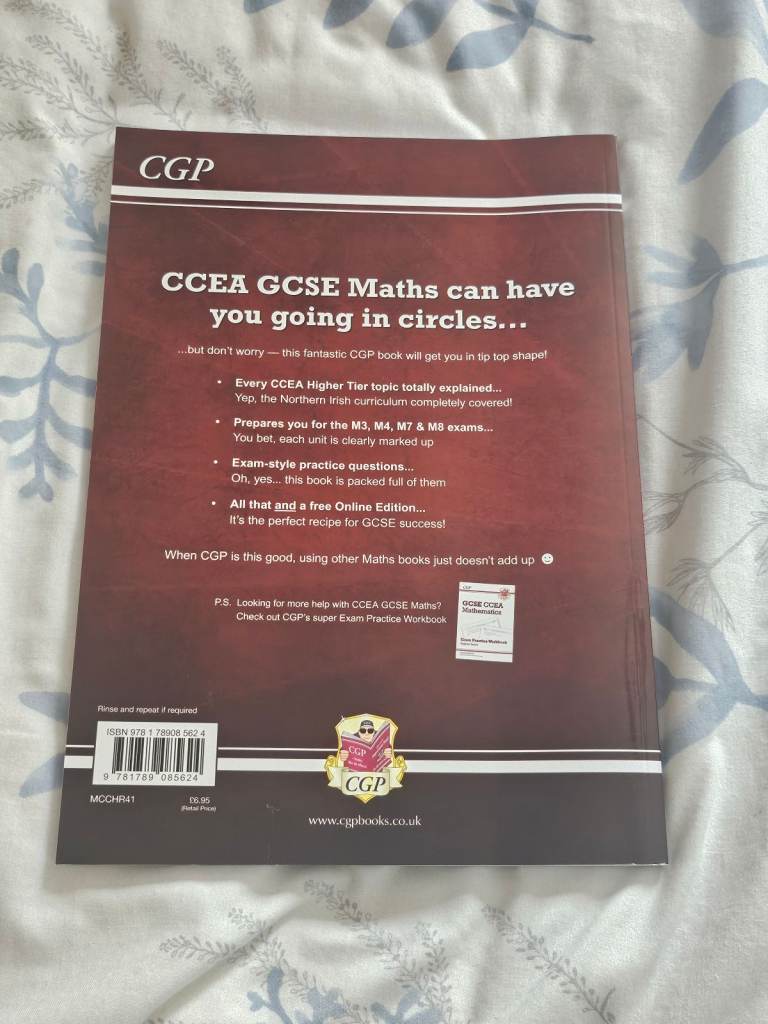 CGP
CCEA GCSE Maths can have
you going in circles...
...but don't worry — this fantastic CGP book will get you in tip top shape!
• Every CCEA Higher Tier topic totally explained...
Yep, the Northern Irish curriculum completely covered!
• Prepares you for the M3, M4, M7 & M8 exams...
You bet, each unit is clearly marked up
• Exam-style practice questions...
Oh, yes... this book is packed full of them
• All that and a free Online Edition...
It's the perfect recipe for GCSE success!
When CGP is this good, using other Maths books just doesn't add up ☻
P.S. Looking for more help with CCEA GCSE Maths?
Check out CGP's super Exam Practice Workbook
CGP
GCSE CCEA
Mathematics
Exam Practice Workbook
Rinse and repeat if required
ISBN 978 1 78908 562 4
9 781789 085624
MCCHR41
£6.95
(Retail Price)
CGP
CGP
www.cgpbooks.co.uk